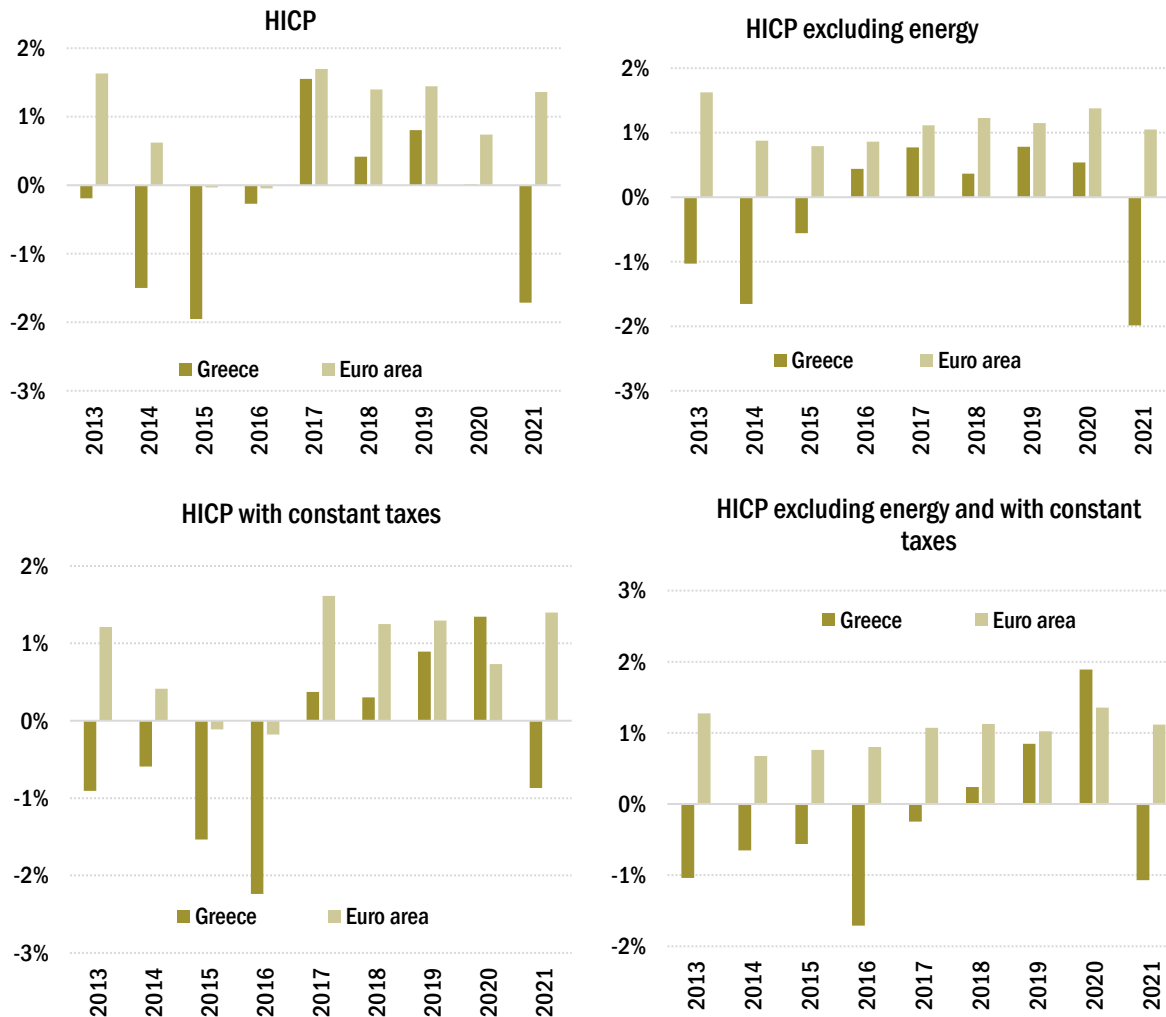 HICP
2%
1%
0%
-1%
-2%
-3%
Greece Euro area
2013 2014 2015 2016 2017 2018 2019 2020 2021
HICP excluding energy
2%
1%
0%
-1%
-2%
-3%
Greece Euro area
2013 2014 2015 2016 2017 2018 2019 2020 2021
HICP with constant taxes
2%
1%
0%
-1%
-2%
-3%
Greece Euro area
2013 2014 2015 2016 2017 2018 2019 2020 2021
HICP excluding energy and with constant
taxes
3%
Greece Euro area
2%
1%
0%
-1%
-2%
2013 2014 2015 2016 2017 2018 2019 2020 2021